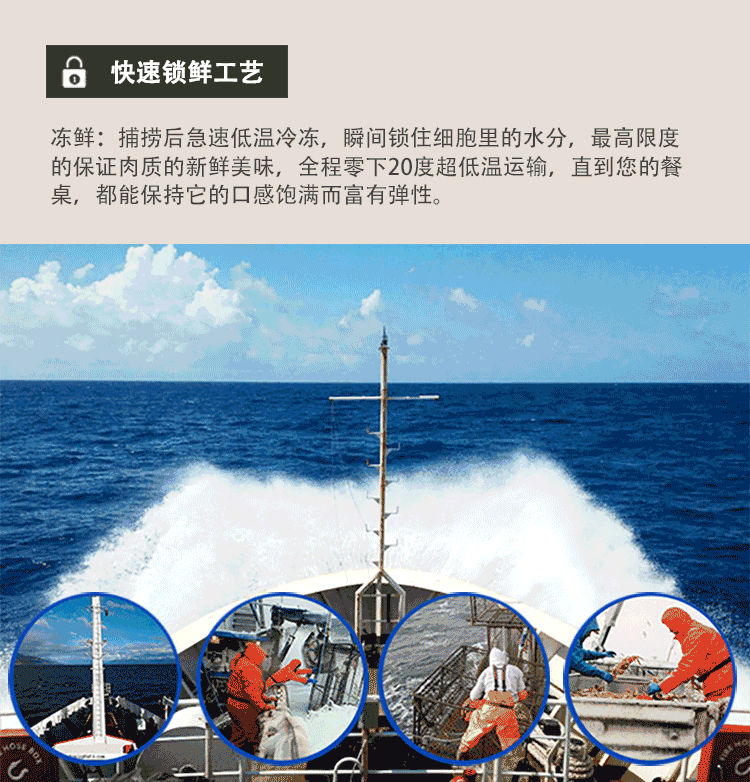 快速锁鲜工艺
冻鲜：捕捞后急速低温冷冻，瞬间锁住细胞里的水分，最高限度
的保证肉质的新鲜美味，全程零下20度超低温运输，直到您的餐
桌，都能保持它的口感饱满而富有弹性。
HOSE BOX